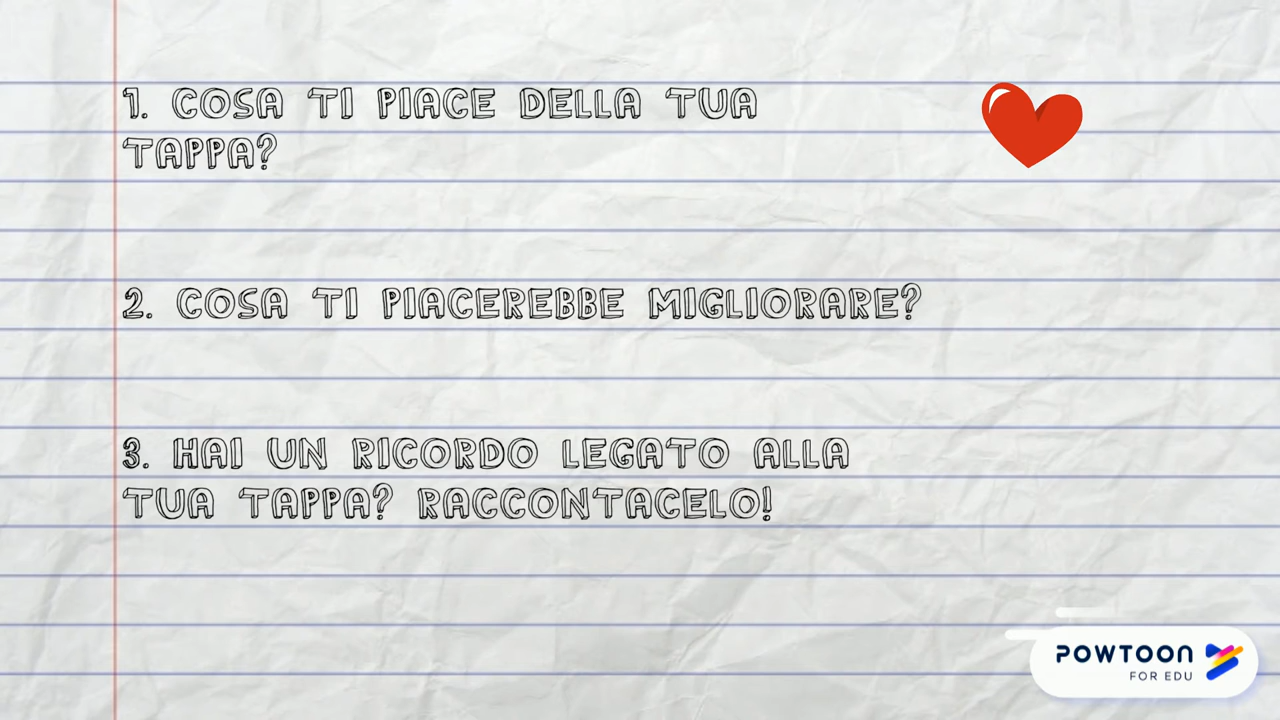 1. COSA TI PIACE DELLA TUA
TAPPA?
2. COSA TI PIACEREBBE MIGLIORARE?
3. HAI UN RICORDO LEGATO ALLA
TUA TAPPA? RACCONTACELO!
POWTOON
FOR EDU